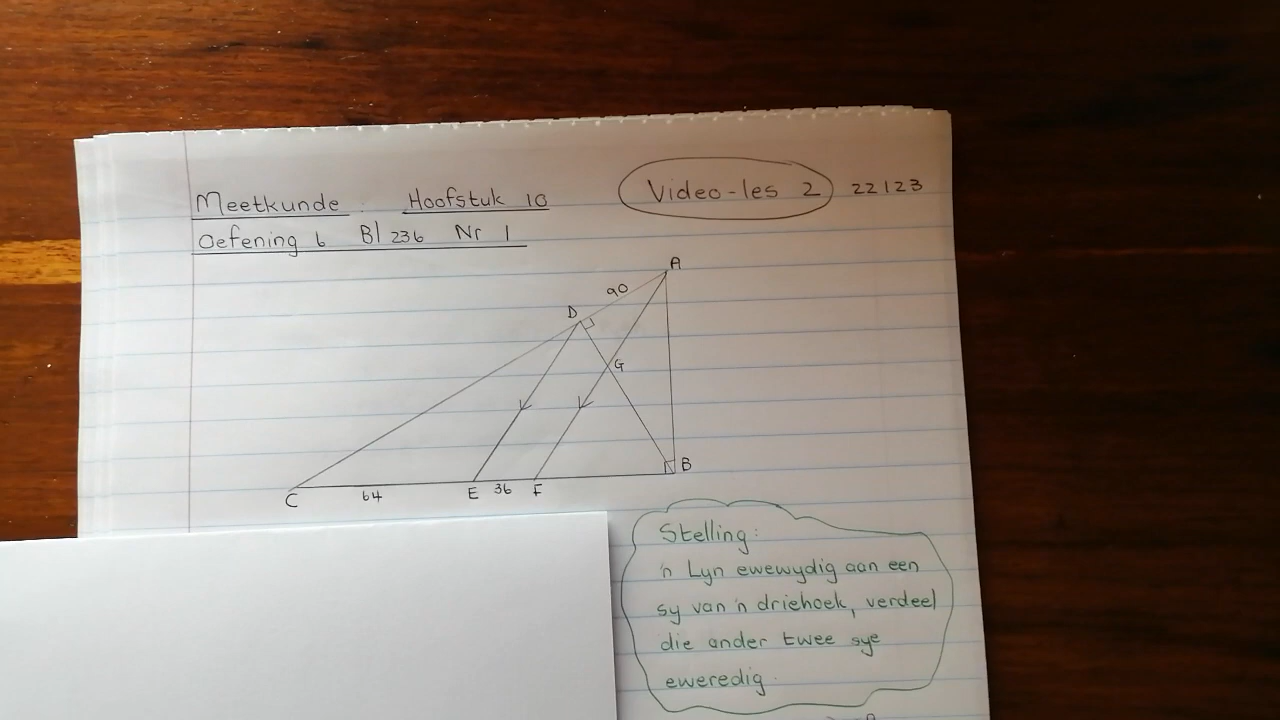 Meetkunde : Hoofstuk 10
Video-les 2
22123
Oefening 6 Bl 236 Nr 1
A
90
D
G
B
C
64
E
36
F
Stelling:
'n Lyn ewewydig aan een
sy van 'n driehoek, verdeel
die ander twee sye
eweredig.